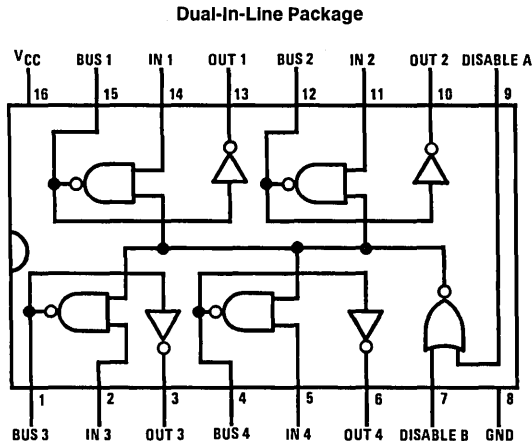 Dual-In-Line Package
VCC BUS 1 IN 1 OUT 1 BUS 2 IN 2 OUT 2 DISABLE A
16 15 14 13 12 11 10 9
1 2 3 4 5 6 7 8
BUS 3 IN 3 OUT 3 BUS 4 IN 4 OUT 4 DISABLE B GND